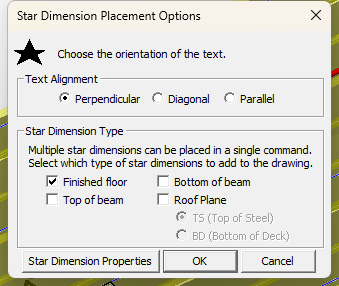 Star Dimension Placement Options
Choose the orientation of the text.
Text Alignment
Perpendicular Diagonal Parallel
Star Dimension Type
Multiple star dimensions can be placed in a single command.
Select which type of star dimensions to add to the drawing.
Finished floor Bottom of beam
Top of beam Roof Plane
TS (Top of Steel)
BD (Bottom of Deck)
Star Dimension Properties OK Cancel